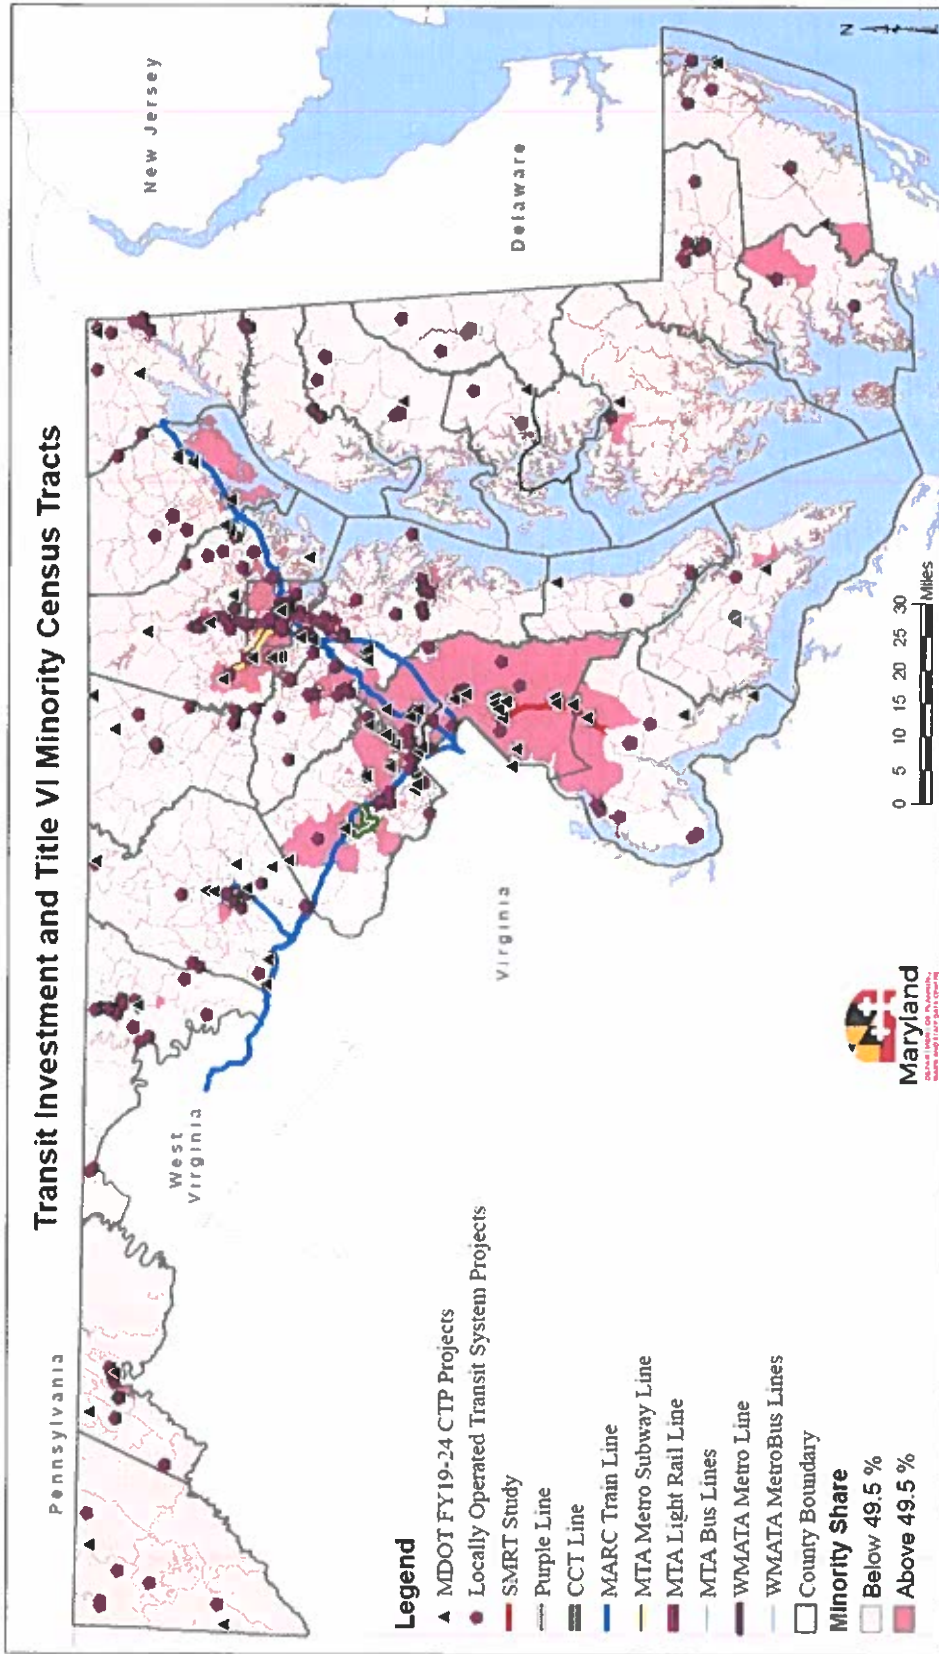 Transit Investment and Title VI Minority Census Tracts
Pennsylvania
New Jersey
West
Virginia
Delaware
Virginia
N
Legend
MDOT FY19-24 CTP Projects
Locally Operated Transit System Projects
SMRT Study
Purple Line
CCT Line
MARC Train Line
MTA Metro Subway Line
MTA Light Rail Line
MTA Bus Lines
WMATA Metro Line
WMATA MetroBus Lines
County Boundary
Minority Share
Below 49.5 %
Above 49.5 %
Maryland
0 5 10 15 20 25 30
Miles